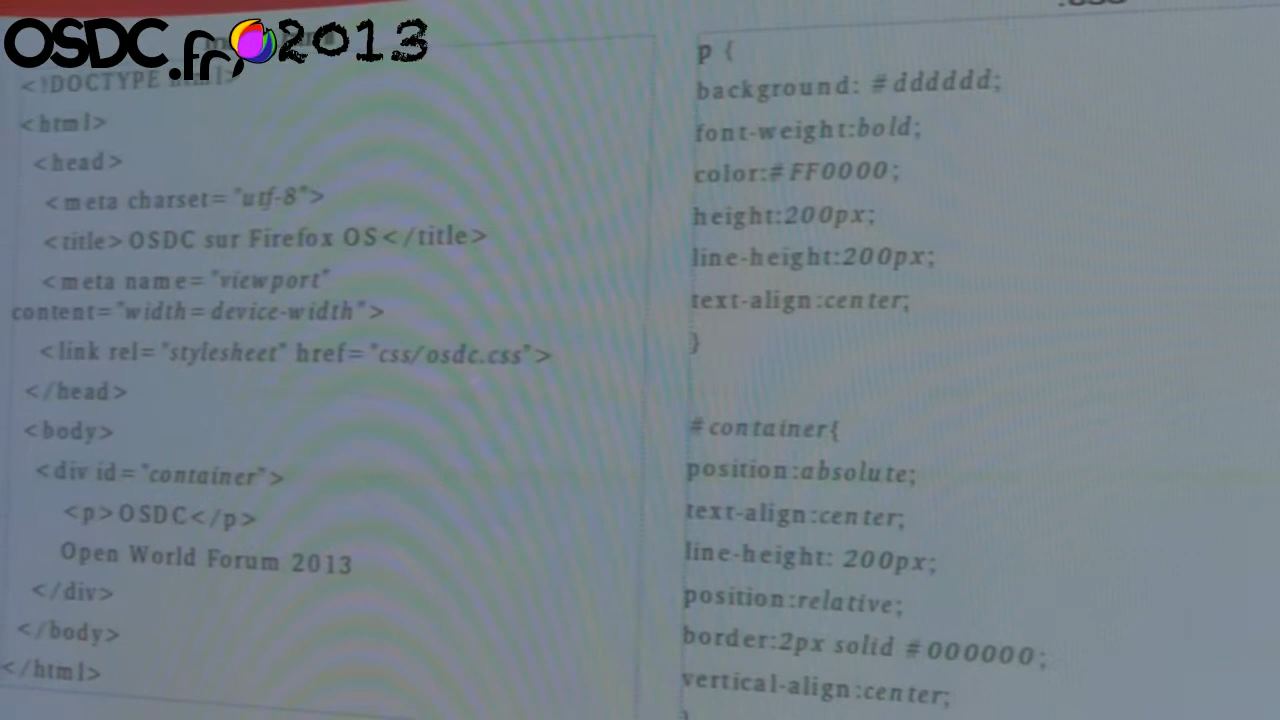 OSDC.fr, 2013
<!DOCTYPE html>
<html>
<head>
<meta charset="utf-8">
<title>OSDC sur Firefox OS</title>
<meta name="viewport"
content="width=device-width">
<link rel="stylesheet" href="css/osdc.css">
</head>
<body>
<div id="container">
<p>OSDC</p>
Open World Forum 2013
</div>
</body>
</html>
p {
background: #dddddd;
font-weight:bold;
color:#FF0000;
height:200px;
line-height:200px;
text-align:center;
}
#container{
position:absolute;
text-align:center;
line-height: 200px;
position:relative;
border:2px solid #000000;
vertical-align:center;
}